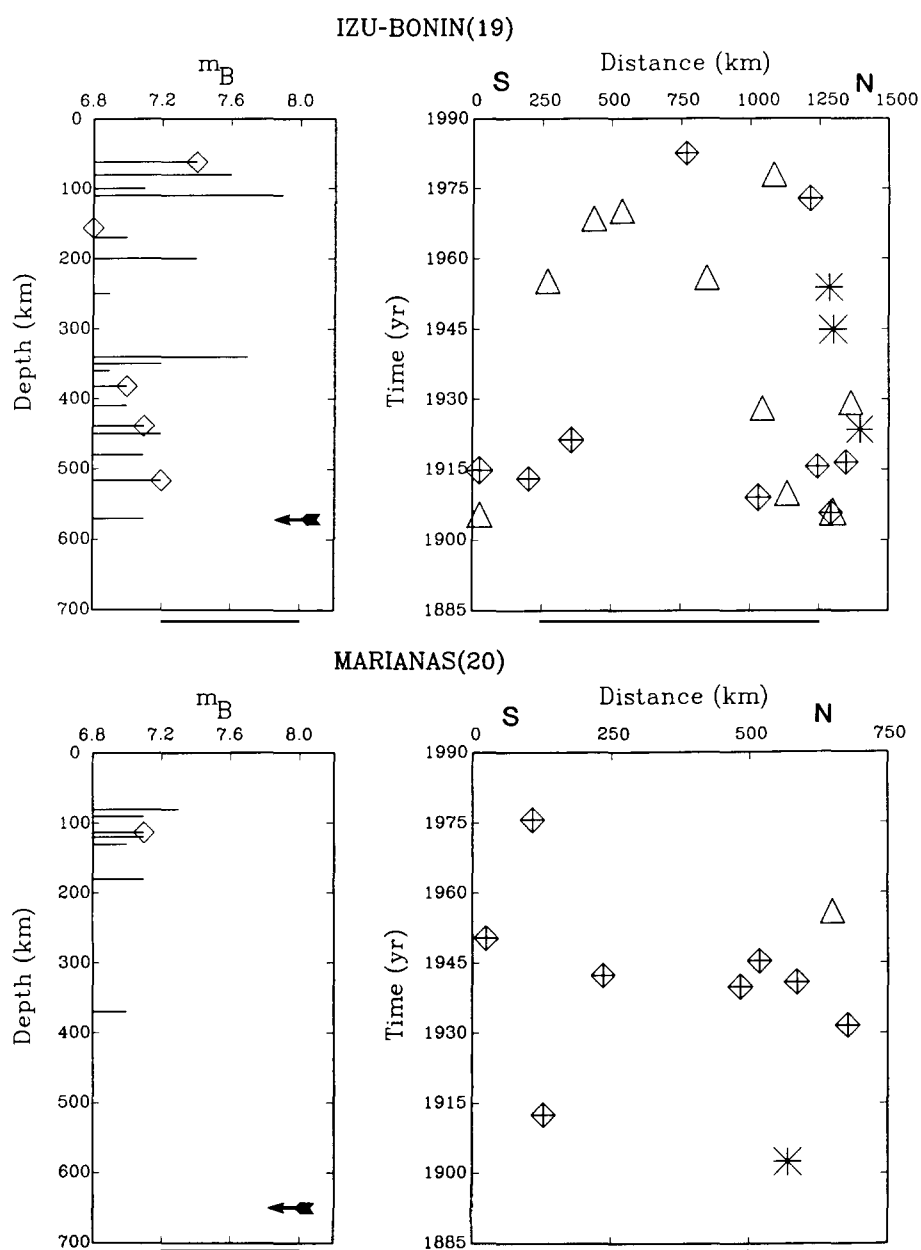 IZU-BONIN(19)
m_B
6.8 7.2 7.6 8.0
Depth (km)
0
100
200
300
400
500
600
700
Distance (km)
S N
0 250 500 750 1000 1250 1500
Time (yr)
1990
1975
1960
1945
1930
1915
1900
1885
MARIANAS(20)
m_B
6.8 7.2 7.6 8.0
Depth (km)
0
100
200
300
400
500
600
700
Distance (km)
S N
0 250 500 750
Time (yr)
1990
1975
1960
1945
1930
1915
1900
1885